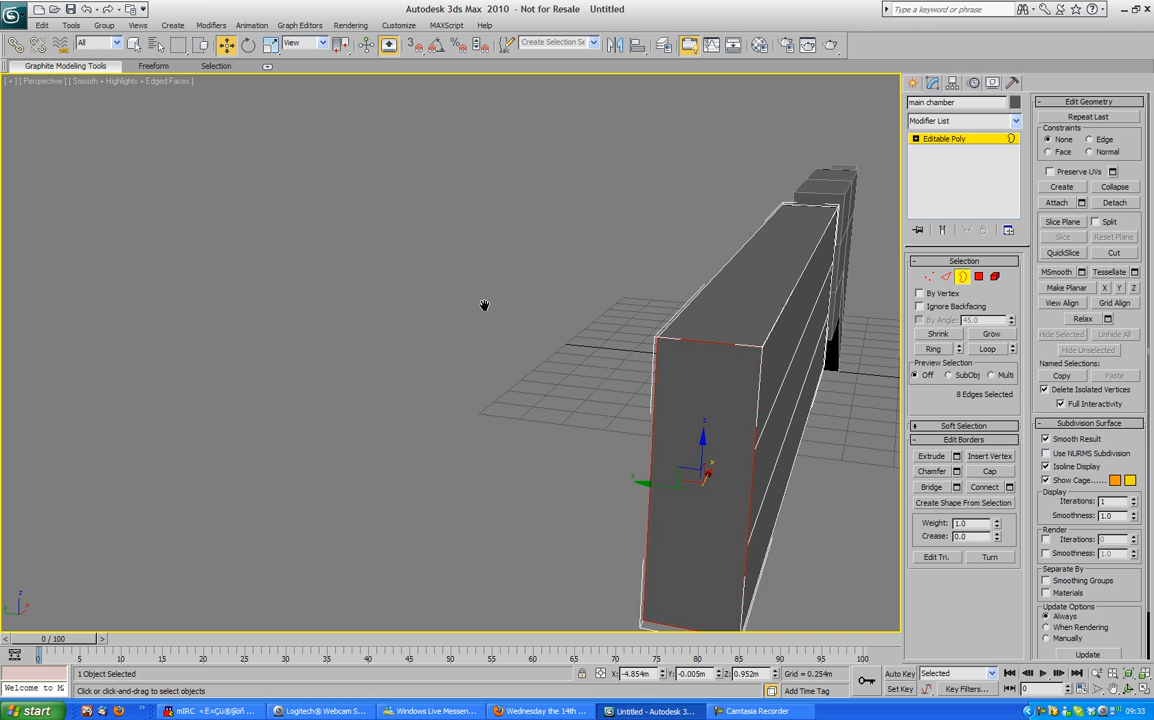 Autodesk 3ds Max 2010 - Not for Resale Untitled
Type a keyword or phrase
Edit Tools Group Views Create Modifiers Animation Graph Editors Rendering Customize MAXScript Help
All View Create Selection Se
Graphite Modeling Tools Freeform Selection
[ + ] [ Perspective ] [ Smooth + Highlights + Edged Faces ]
main chamber
Modifier List
Editable Poly
Selection
By Vertex
Ignore Backfacing
By Angle: 45.0
Shrink Grow
Ring Loop
Preview Selection
Off SubObj Multi
8 Edges Selected
Soft Selection
Edit Borders
Extrude Insert Vertex
Chamfer Cap
Bridge Connect
Create Shape From Selection
Weight: 1.0
Crease: 0.0
Edit Tri. Turn
Edit Geometry
Repeat Last
Constraints
None Edge
Face Normal
Preserve UVs
Create Collapse
Attach Detach
Slice Plane Split
Slice Reset Plane
QuickSlice Cut
MSmooth Tessellate
Make Planar X Y Z
View Align Grid Align
Relax
Hide Selected Unhide All
Hide Unselected
Named Selections:
Copy Paste
Delete Isolated Vertices
Full Interactivity
Subdivision Surface
Smooth Result
Use NURMS Subdivision
Isoline Display
Show Cage......
Display
Iterations: 1
Smoothness: 1.0
Render
Iterations: 0
Smoothness: 1.0
Separate By
Smoothing Groups
Materials
Update Options
Always
When Rendering
Manually
Update
z
y
x
z
y
x
0 / 100
0 5 10 15 20 25 30 35 40 45 50 55 60 65 70 75 80 85 90 95 100
Welcome to M
1 Object Selected
X: -4.854m Y: -0.005m Z: 0.952m Grid = 0.254m
Auto Key Selected
Click or click-and-drag to select objects
Add Time Tag
Set Key Key Filters... 0
start
Logitech® Webcam S...
Windows Live Messen...
Wednesday the 14th ...
Untitled - Autodesk 3s...
Camtasia Recorder
09:33